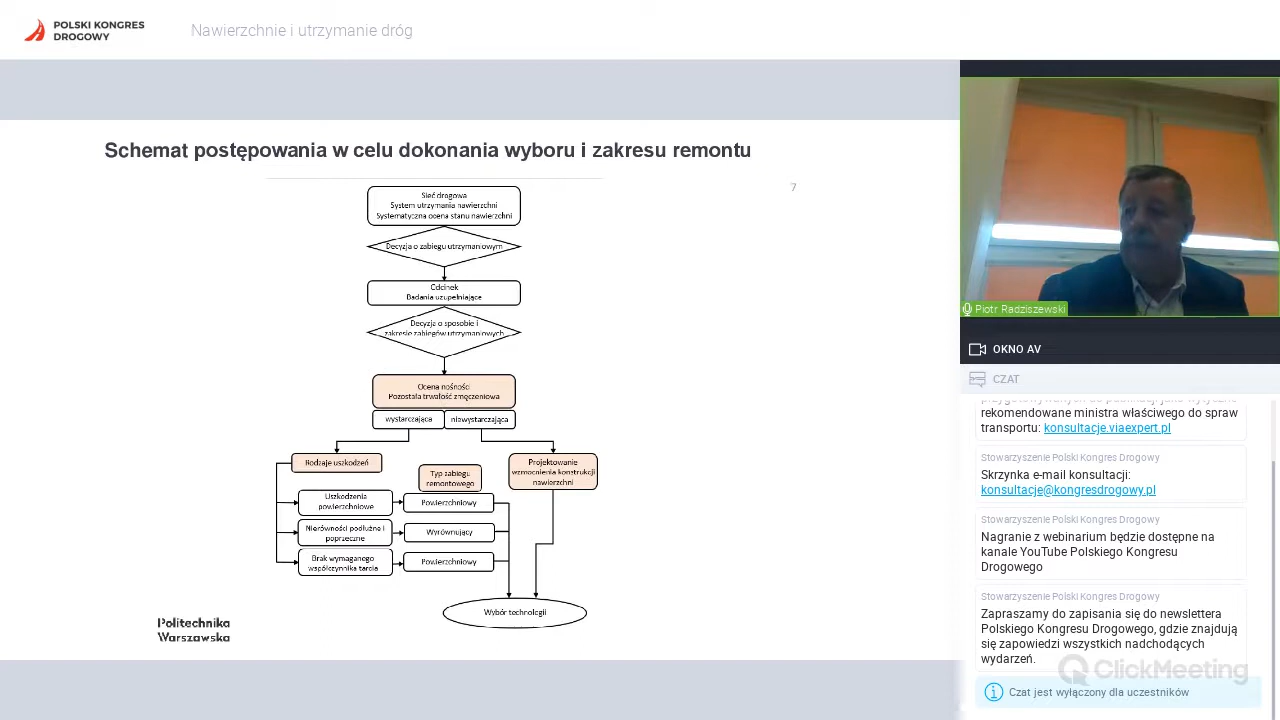 POLSKI KONGRES
DROGOWY
Nawierzchnie i utrzymanie dróg
Schemat postępowania w celu dokonania wyboru i zakresu remontu
7
Sieć drogowa
System utrzymania nawierzchni
Systematyczna ocena stanu nawierzchni
Decyzja o zabiegu utrzymaniowym
Odcinek
Badania uzupełniające
Decyzja o sposobie i
zakresie zabiegów utrzymaniowych
Ocena nośności
Pozostała trwałość zmęczeniowa
wystarczająca
niewystarczająca
Rodzaje uszkodzeń
Typ zabiegu
remontowego
Projektowanie
wzmocnienia konstrukcji
nawierzchni
Uszkodzenia
powierzchniowe
Powierzchniowy
Nierówności podłużne i
poprzeczne
Wyrównujący
Brak wymaganego
współczynnika tarcia
Powierzchniowy
Wybór technologii
Politechnika
Warszawska
Piotr Radziszewski
OKNO AV
CZAT
rekomendowane ministra właściwego do spraw
transportu: konsultacje.viaexpert.pl
Stowarzyszenie Polski Kongres Drogowy
Skrzynka e-mail konsultacji:
konsultacje@kongresdrogowy.pl
Stowarzyszenie Polski Kongres Drogowy
Nagranie z webinarium będzie dostępne na
kanale YouTube Polskiego Kongresu
Drogowego
Stowarzyszenie Polski Kongres Drogowy
Zapraszamy do zapisania się do newslettera
Polskiego Kongresu Drogowego, gdzie znajdują
się zapowiedzi wszystkich nadchodzących
wydarzeń.
ClickMeeting
Czat jest wyłączony dla uczestników